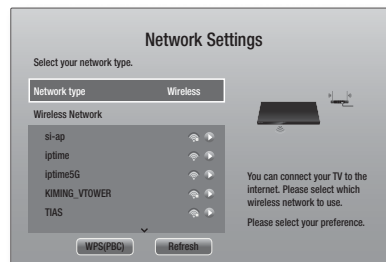 Network Settings
Select your network type.
Network type Wireless
Wireless Network
si-ap
iptime
iptime5G
KIMING_VTOWER
TIAS
WPS(PBC) Refresh
You can connect your TV to the
internet. Please select which
wireless network to use.
Please select your preference.